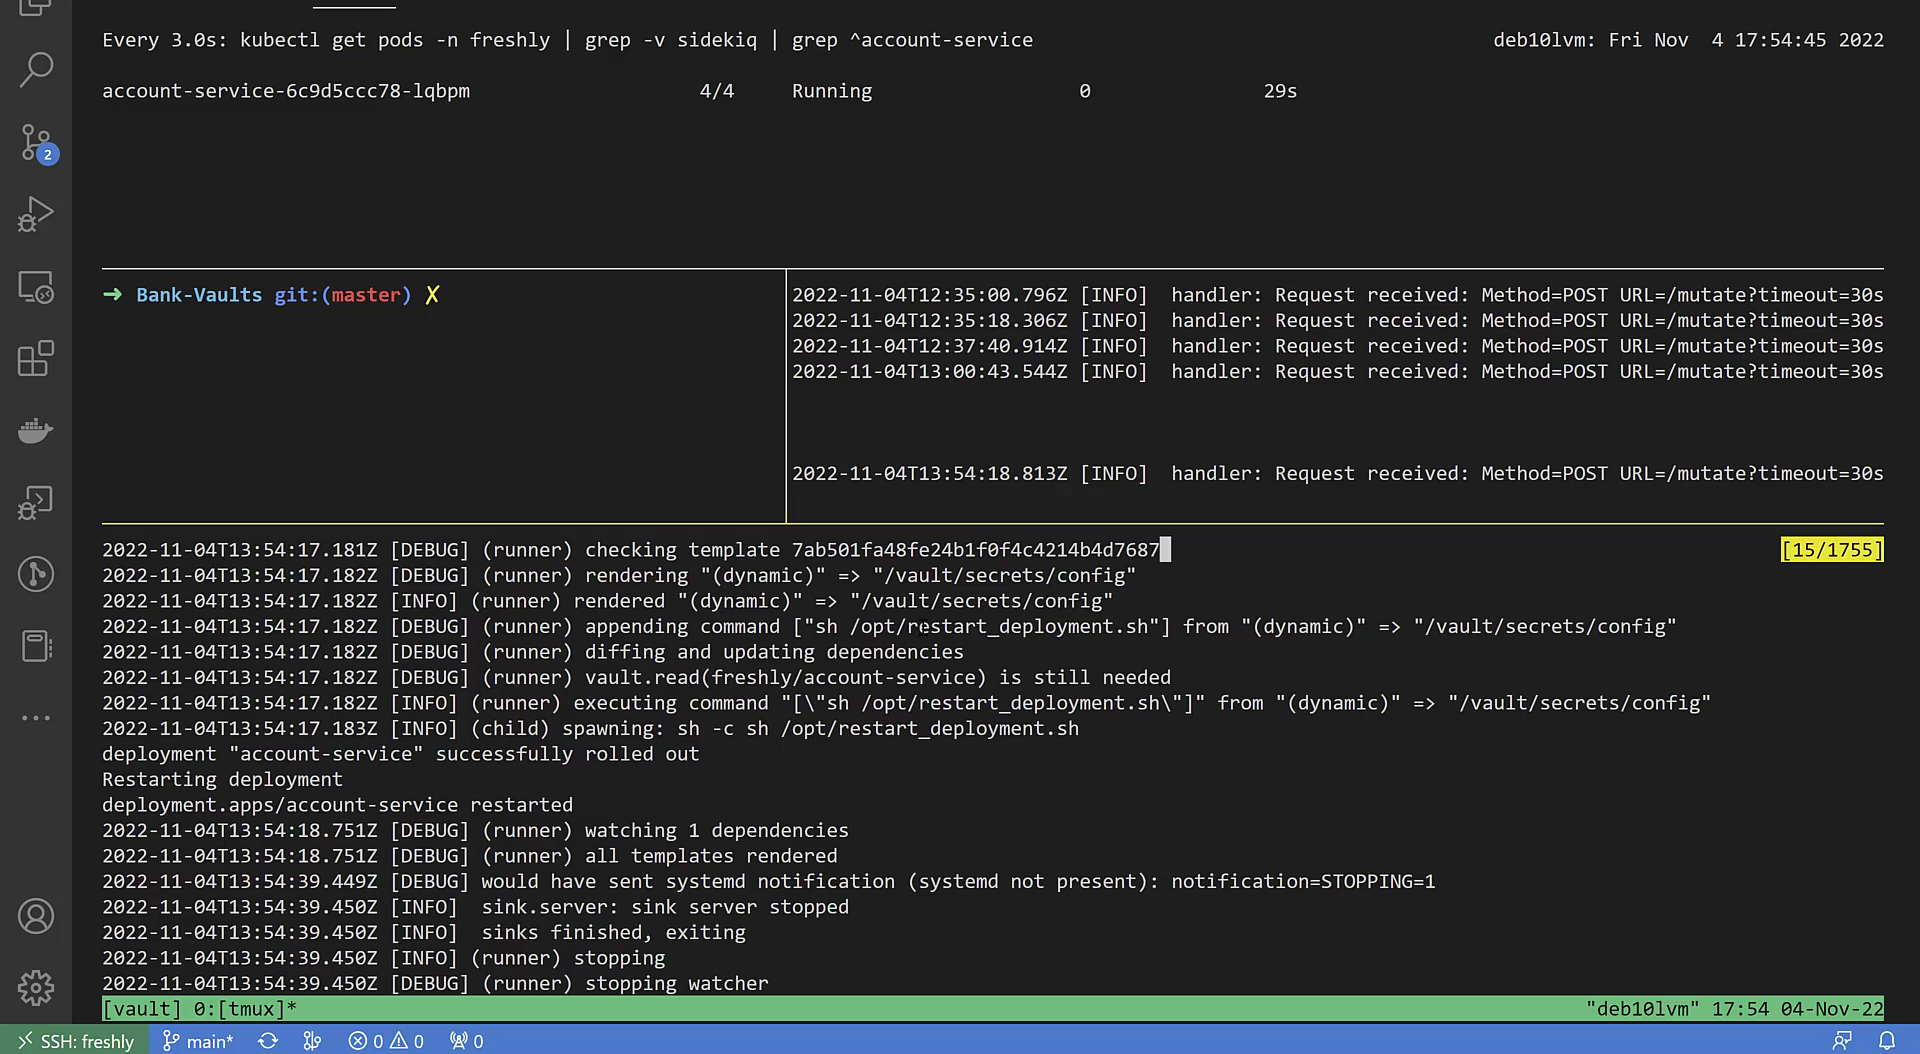 Every 3.0s: kubectl get pods -n freshly | grep -v sidekiq | grep ^account-service deb10lvm: Fri Nov  4 17:54:45 2022
account-service-6c9d5ccc78-lqbpm 4/4 Running 0 29s
2
➜ Bank-Vaults git:(master) ✗
2022-11-04T12:35:00.796Z [INFO]  handler: Request received: Method=POST URL=/mutate?timeout=30s
2022-11-04T12:35:18.306Z [INFO]  handler: Request received: Method=POST URL=/mutate?timeout=30s
2022-11-04T12:37:40.914Z [INFO]  handler: Request received: Method=POST URL=/mutate?timeout=30s
2022-11-04T13:00:43.544Z [INFO]  handler: Request received: Method=POST URL=/mutate?timeout=30s
2022-11-04T13:54:18.813Z [INFO]  handler: Request received: Method=POST URL=/mutate?timeout=30s
2022-11-04T13:54:17.181Z [DEBUG] (runner) checking template 7ab501fa48fe24b1f0f4c4214b4d7687 [15/1755]
2022-11-04T13:54:17.182Z [DEBUG] (runner) rendering "(dynamic)" => "/vault/secrets/config"
2022-11-04T13:54:17.182Z [INFO] (runner) rendered "(dynamic)" => "/vault/secrets/config"
2022-11-04T13:54:17.182Z [DEBUG] (runner) appending command ["sh /opt/restart_deployment.sh"] from "(dynamic)" => "/vault/secrets/config"
2022-11-04T13:54:17.182Z [DEBUG] (runner) diffing and updating dependencies
2022-11-04T13:54:17.182Z [DEBUG] (runner) vault.read(freshly/account-service) is still needed
2022-11-04T13:54:17.182Z [INFO] (runner) executing command "[\"sh /opt/restart_deployment.sh\"]" from "(dynamic)" => "/vault/secrets/config"
2022-11-04T13:54:17.183Z [INFO] (child) spawning: sh -c sh /opt/restart_deployment.sh
deployment "account-service" successfully rolled out
Restarting deployment
deployment.apps/account-service restarted
2022-11-04T13:54:18.751Z [DEBUG] (runner) watching 1 dependencies
2022-11-04T13:54:18.751Z [DEBUG] (runner) all templates rendered
2022-11-04T13:54:39.449Z [DEBUG] would have sent systemd notification (systemd not present): notification=STOPPING=1
2022-11-04T13:54:39.450Z [INFO]  sink.server: sink server stopped
2022-11-04T13:54:39.450Z [INFO]  sinks finished, exiting
2022-11-04T13:54:39.450Z [INFO] (runner) stopping
2022-11-04T13:54:39.450Z [DEBUG] (runner) stopping watcher
[vault] 0:[tmux]* "deb10lvm" 17:54 04-Nov-22
SSH: freshly main* 0 0 0